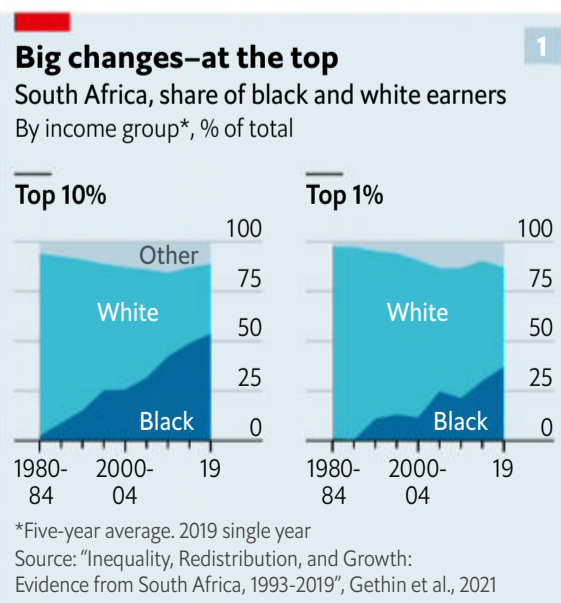 1
Big changes–at the top
South Africa, share of black and white earners
By income group*, % of total
Top 10%
100
Other
75
White
50
25
Black
0
1980-
84
2000-
04
19
Top 1%
100
75
White
50
25
Black
0
1980-
84
2000-
04
19
*Five-year average. 2019 single year
Source: “Inequality, Redistribution, and Growth:
Evidence from South Africa, 1993-2019”, Gethin et al., 2021